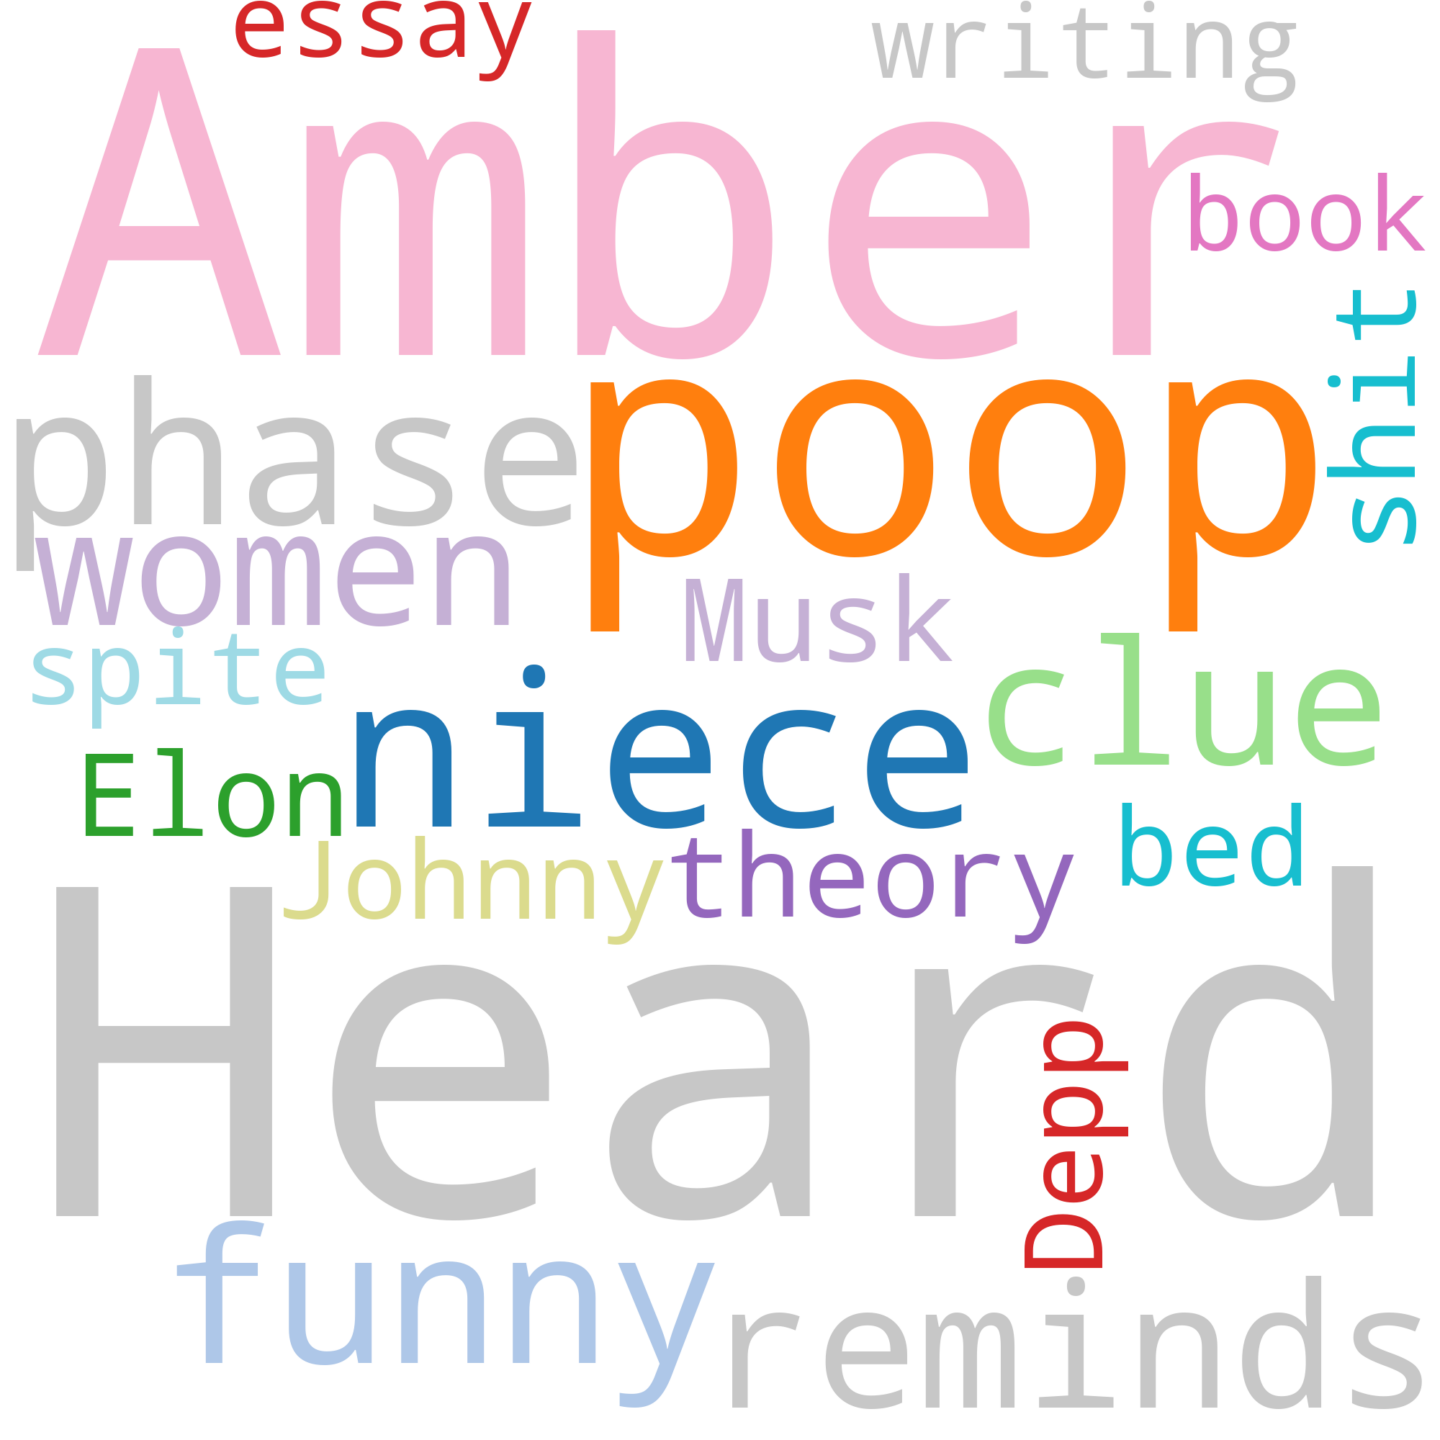 essay
writing
Amber
book
shit
phase
poop
women
Musk
spite
clue
niece
Elon
bed
Johnny
theory
Heard
Depp
funny
reminds